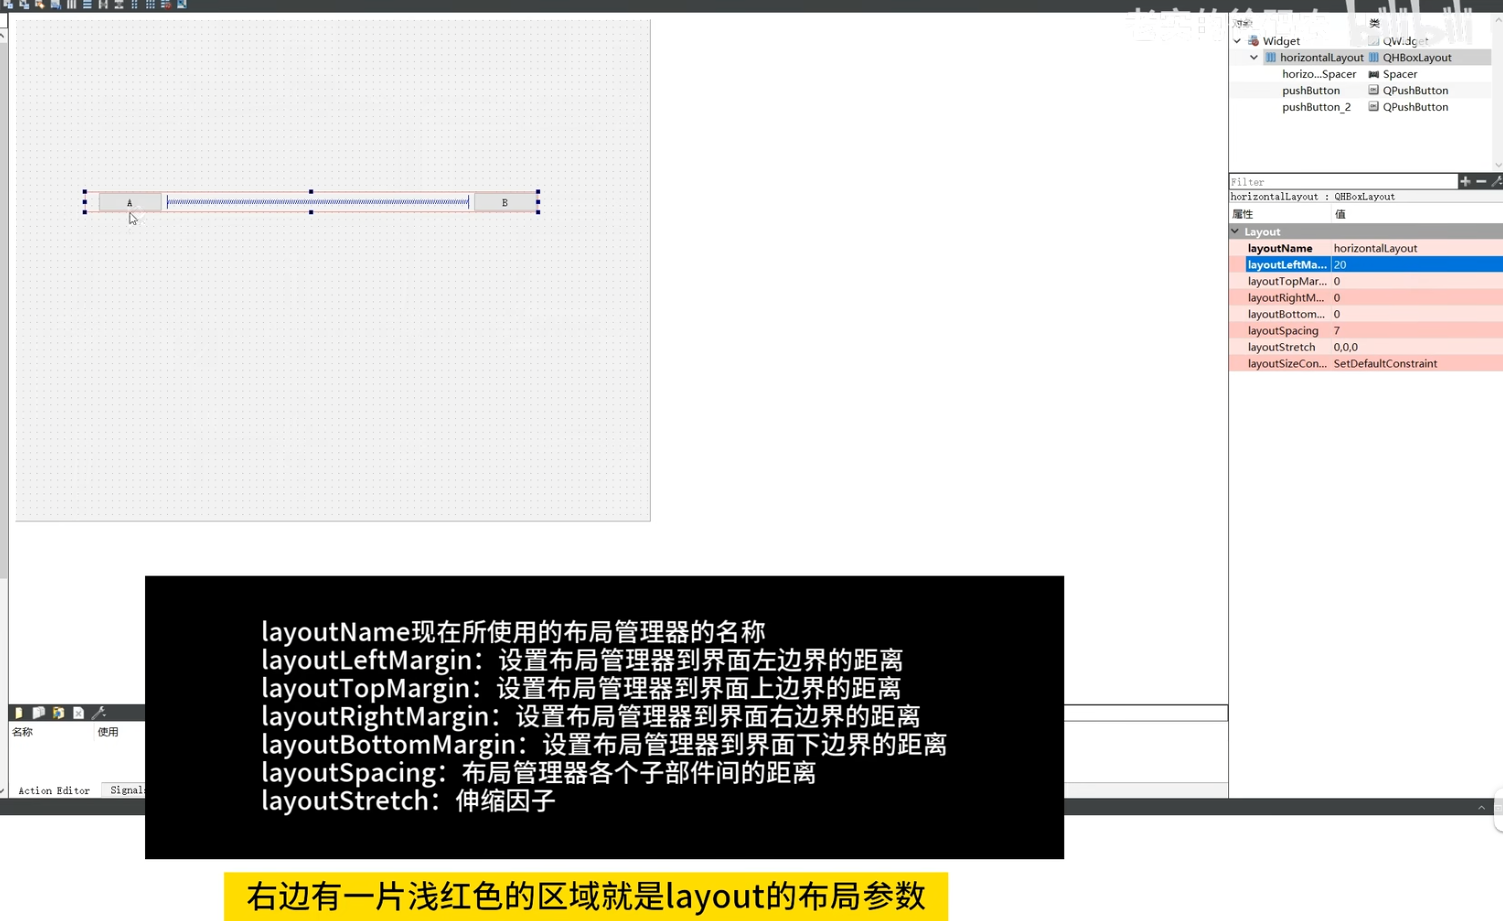 对象
类
Widget
QWidget
horizontalLayout
QHBoxLayout
horizo...Spacer
Spacer
pushButton
QPushButton
pushButton_2
QPushButton
bilibili
A
B
Filter
horizontalLayout : QHBoxLayout
属性
值
Layout
layoutName
horizontalLayout
layoutLeftMa...
20
layoutTopMar...
0
layoutRightM...
0
layoutBottom...
0
layoutSpacing
7
layoutStretch
0,0,0
layoutSizeCon...
SetDefaultConstraint
layoutName现在所使用的布局管理器的名称
layoutLeftMargin：设置布局管理器到界面左边界的距离
layoutTopMargin：设置布局管理器到界面上边界的距离
layoutRightMargin：设置布局管理器到界面右边界的距离
layoutBottomMargin：设置布局管理器到界面下边界的距离
layoutSpacing：布局管理器各个子部件间的距离
layoutStretch：伸缩因子
名称
使用
Action Editor
Signals
右边有一片浅红色的区域就是layout的布局参数